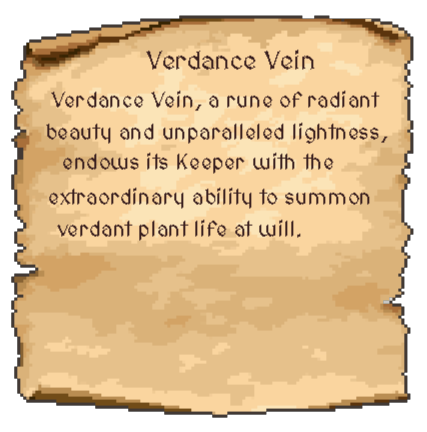 Verdance Vein
Verdance Vein, a rune of radiant
beauty and unparalleled lightness,
endows its Keeper with the
extraordinary ability to summon
verdant plant life at will.